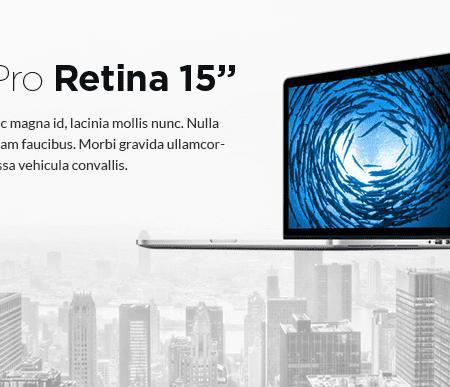 Pro Retina 15”
c magna id, lacinia mollis nunc. Nulla
am faucibus. Morbi gravida ullamcor-
ssa vehicula convallis.